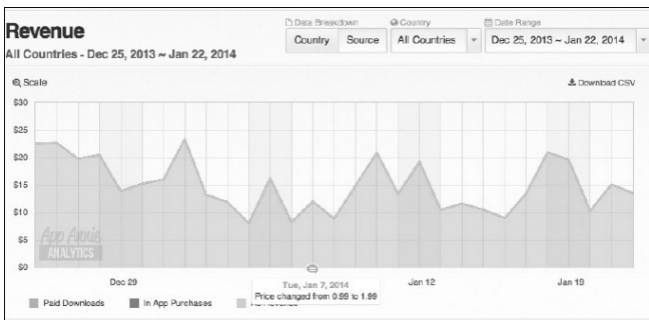 Revenue
All Countries - Dec 25, 2013 ~ Jan 22, 2014
Data Breakdown
Country Source
Country
All Countries
Date Range
Dec 25, 2013 ~ Jan 22, 2014
Scale
Download CSV
$30
$25
$20
$15
$10
$5
$0
App Annie
ANALYTICS
Dec 29
Jan 12
Jan 19
Tue, Jan 7, 2014
Price changed from 0.99 to 1.99
Paid Downloads
In App Purchases